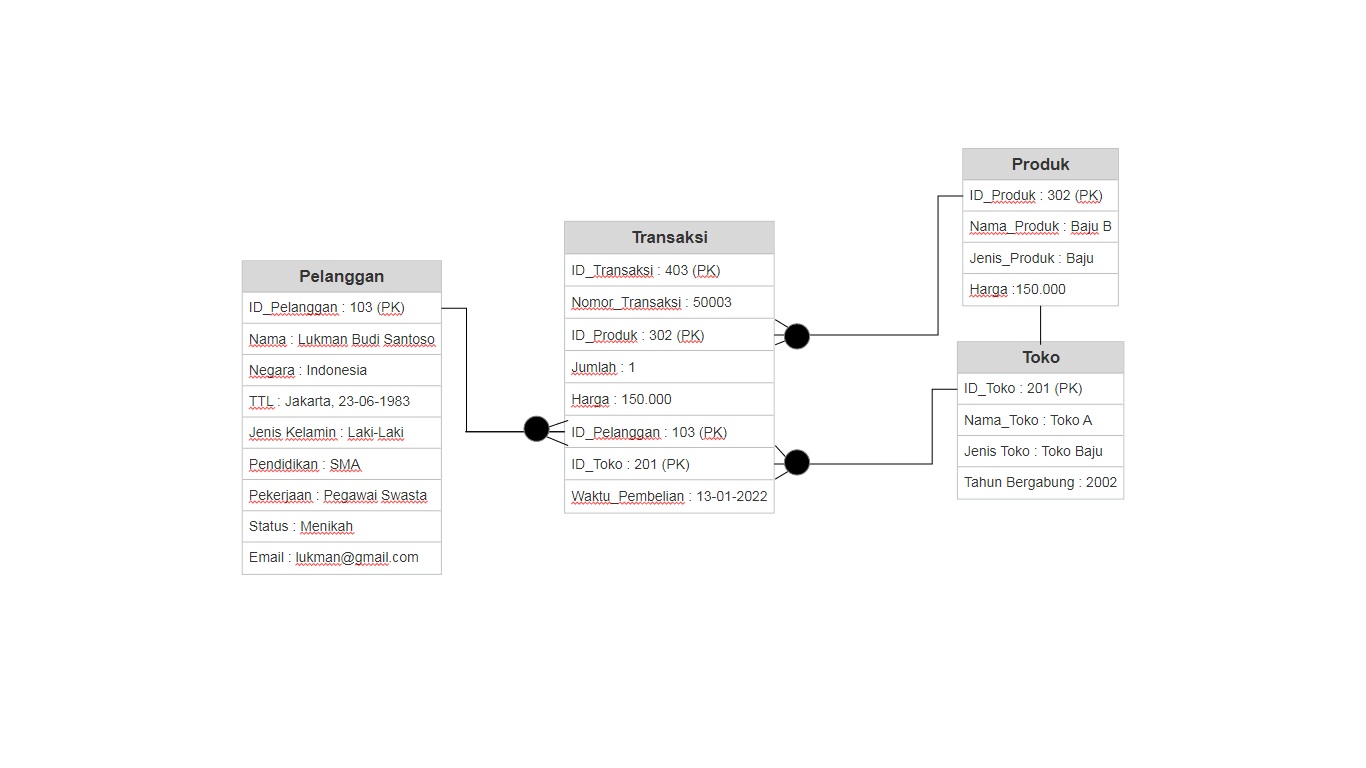 Pelanggan
ID_Pelanggan : 103 (PK)
Nama : Lukman Budi Santoso
Negara : Indonesia
TTL : Jakarta, 23-06-1983
Jenis Kelamin : Laki-Laki
Pendidikan : SMA
Pekerjaan : Pegawai Swasta
Status : Menikah
Email : lukman@gmail.com
Transaksi
ID_Transaksi : 403 (PK)
Nomor_Transaksi : 50003
ID_Produk : 302 (PK)
Jumlah : 1
Harga : 150.000
ID_Pelanggan : 103 (PK)
ID_Toko : 201 (PK)
Waktu_Pembelian : 13-01-2022
Produk
ID_Produk : 302 (PK)
Nama_Produk : Baju B
Jenis_Produk : Baju
Harga :150.000
Toko
ID_Toko : 201 (PK)
Nama_Toko : Toko A
Jenis Toko : Toko Baju
Tahun Bergabung : 2002